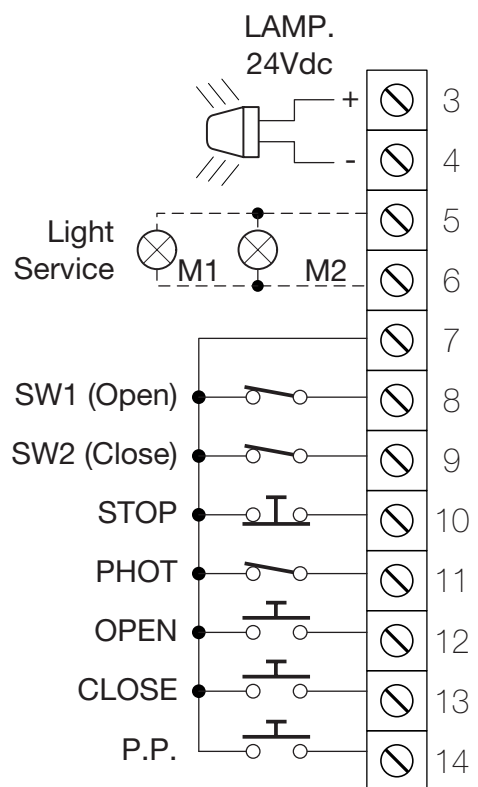 LAMP.
24Vdc
+ 3
- 4
5
Light
Service
M1 M2
6
7
SW1 (Open) 8
SW2 (Close) 9
STOP 10
PHOT 11
OPEN 12
CLOSE 13
P.P. 14